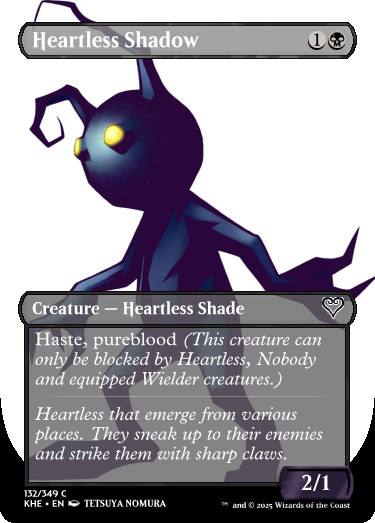 Heartless Shadow 1
Creature — Heartless Shade
Haste, pureblood (This creature can
only be blocked by Heartless, Nobody
and equipped Wielder creatures.)
Heartless that emerge from various
places. They sneak up to their enemies
and strike them with sharp claws.
2/1
132/349 C
KHE • EN TETSUYA NOMURA
™ and © 2025 Wizards of the Coast